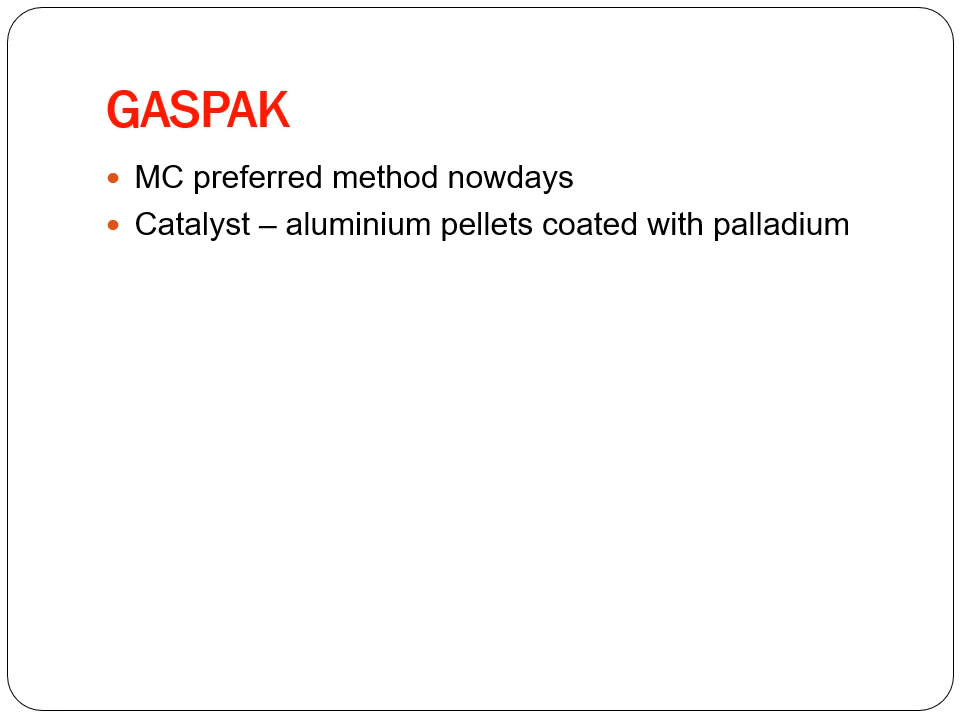 GASPAK
• MC preferred method nowdays
• Catalyst – aluminium pellets coated with palladium